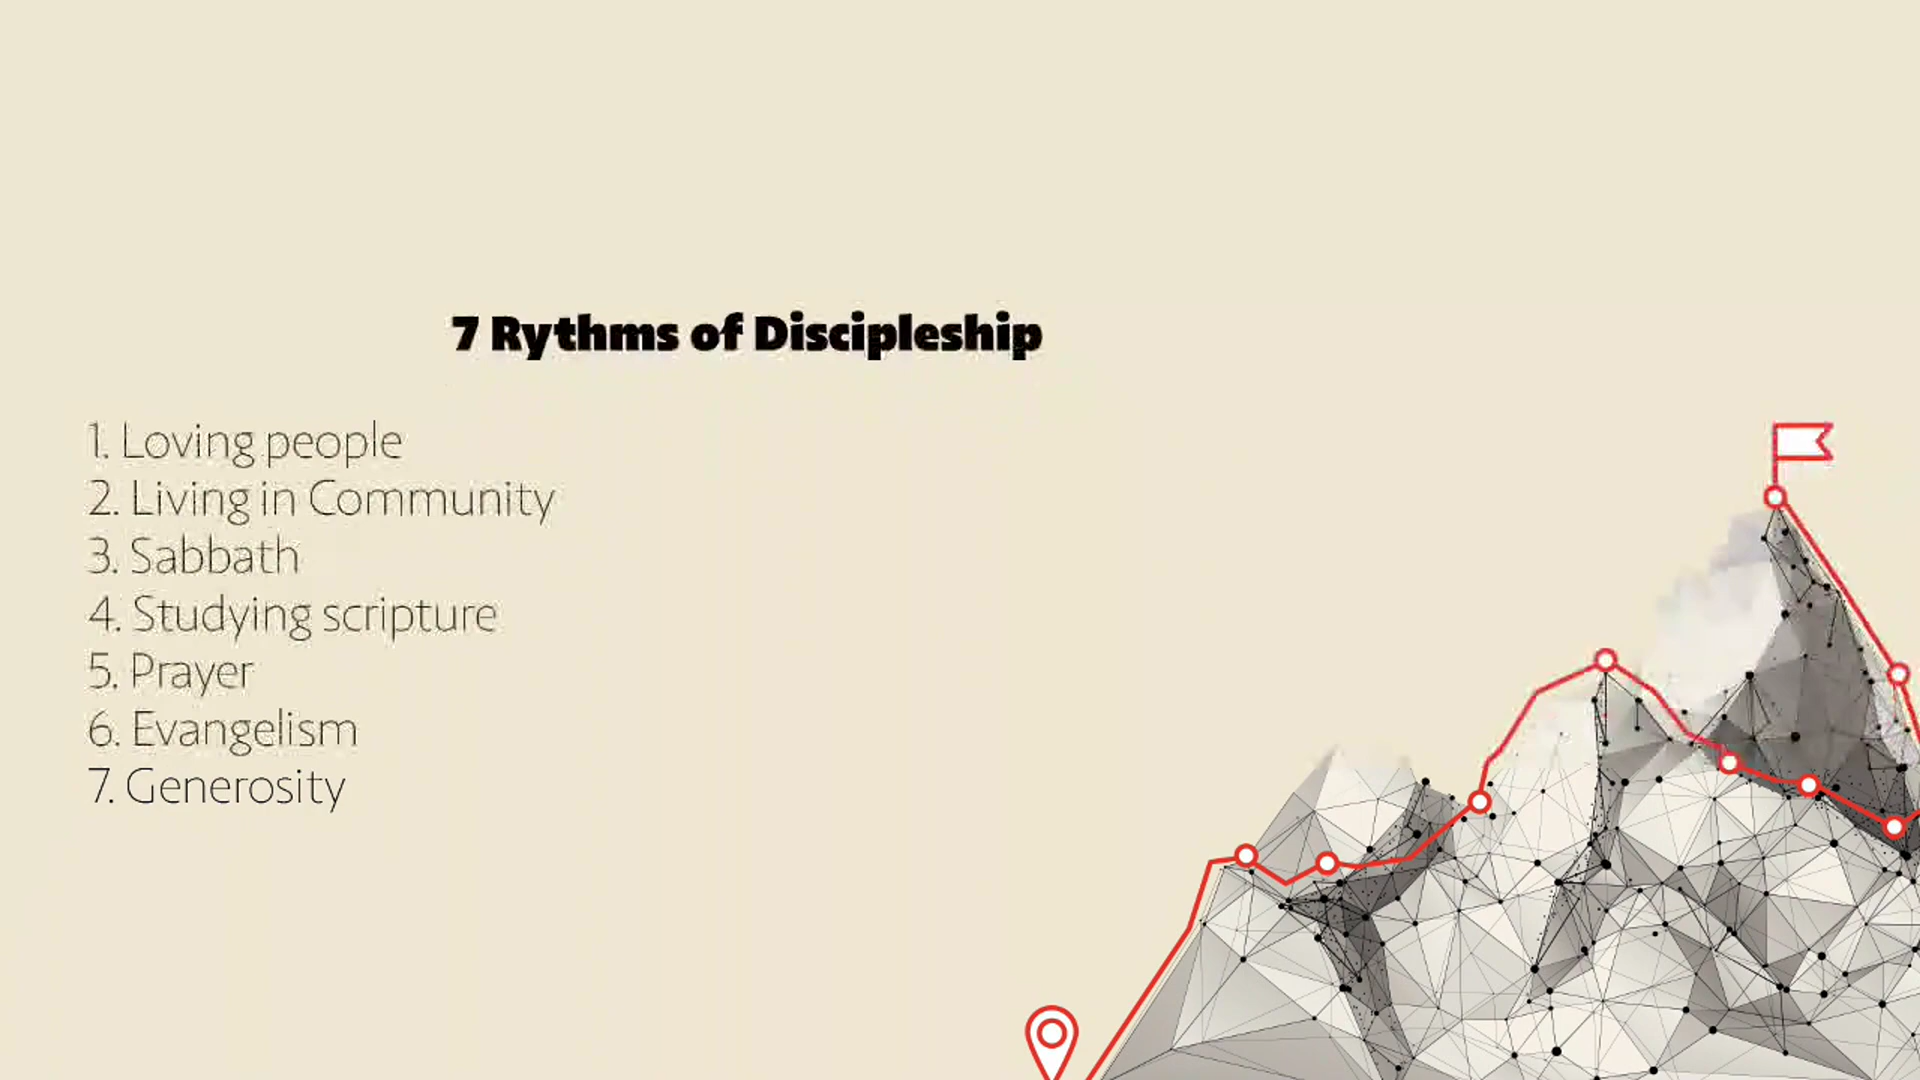 7 Rythms of Discipleship
1. Loving people
2. Living in Community
3. Sabbath
4. Studying scripture
5. Prayer
6. Evangelism
7. Generosity